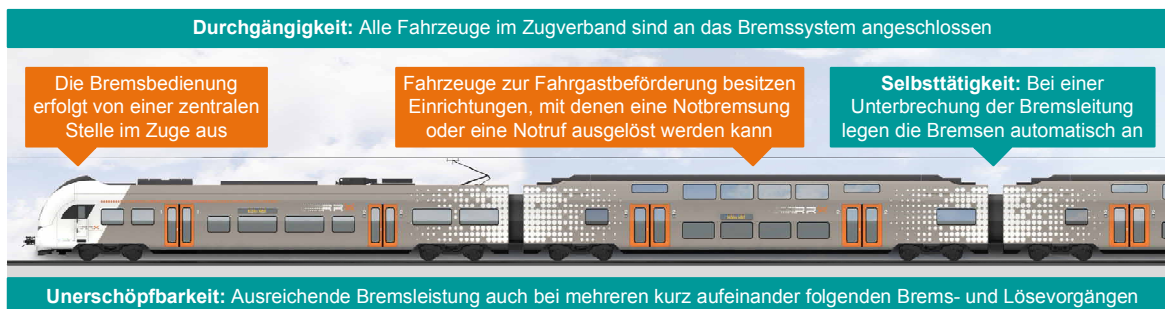 Durchgängigkeit: Alle Fahrzeuge im Zugverband sind an das Bremssystem angeschlossen
Die Bremsbedienung
erfolgt von einer zentralen
Stelle im Zuge aus
Fahrzeuge zur Fahrgastbeförderung besitzen
Einrichtungen, mit denen eine Notbremsung
oder eine Notruf ausgelöst werden kann
Selbsttätigkeit: Bei einer
Unterbrechung der Bremsleitung
legen die Bremsen automatisch an
Unerschöpfbarkeit: Ausreichende Bremsleistung auch bei mehreren kurz aufeinander folgenden Brems- und Lösevorgängen